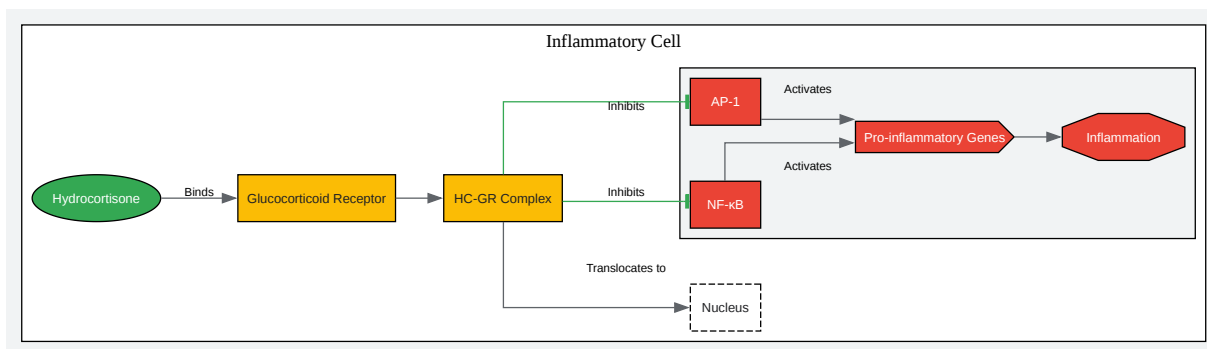 Inflammatory Cell
AP-1
Activates
Inhibits
Pro-inflammatory Genes
Inflammation
Activates
Hydrocortisone
Binds
Glucocorticoid Receptor
HC-GR Complex
Inhibits
NF-κB
Translocates to
Nucleus